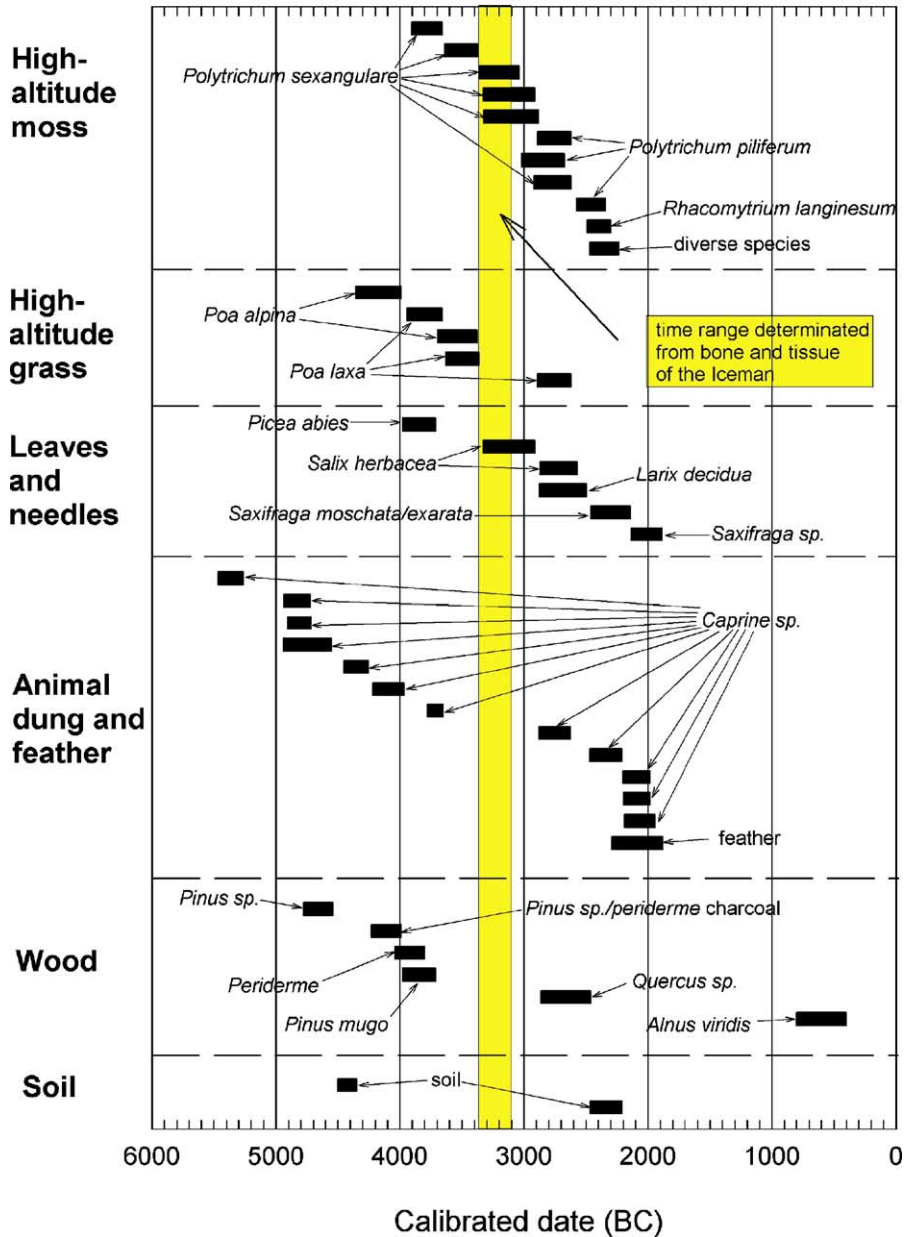 High-
altitude
moss
Polytrichum sexangulare
Polytrichum piliferum
Rhacomytrium langinesum
diverse species
High-
altitude
grass
Poa alpina
Poa laxa
time range determinated
from bone and tissue
of the Iceman
Leaves
and
needles
Picea abies
Salix herbacea
Larix decidua
Saxifraga moschata/exarata
Saxifraga sp.
Animal
dung and
feather
Caprine sp.
feather
Wood
Pinus sp.
Pinus sp./periderme charcoal
Periderme
Pinus mugo
Quercus sp.
Alnus viridis
Soil
soil
6000 5000 4000 3000 2000 1000 0
Calibrated date (BC)